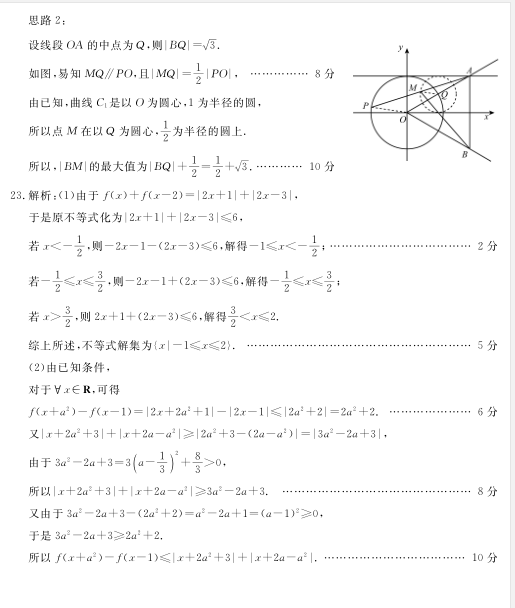 思路2:
设线段 OA 的中点为 Q,则|BQ|=√3.
如图,易知 MQ∥PO,且|MQ|=1/2|PO|, …………… 8分
由已知,曲线 C₁是以 O 为圆心,1 为半径的圆,
所以点 M 在以 Q 为圆心,1/2为半径的圆上.
所以,|BM|的最大值为|BQ|+1/2=1/2+√3. ………… 10分
y
A
M
Q
P
O
x
B
23.解析:(1)由于 f(x)+f(x-2)=|2x+1|+|2x-3|,
于是原不等式化为|2x+1|+|2x-3|≤6,
若 x<-1/2,则-2x-1-(2x-3)≤6,解得-1≤x<-1/2; …………………………… 2分
若-1/2≤x≤3/2,则-2x-1+(2x-3)≤6,解得-1/2≤x≤3/2;
若 x>3/2,则 2x+1+(2x-3)≤6,解得3/2<x≤2.
综上所述,不等式解集为{x|-1≤x≤2}. …………………………………………… 5分
(2)由已知条件,
对于∀x∈R,可得
f(x+a²)-f(x-1)=|2x+2a²+1|-|2x-1|≤|2a²+2|=2a²+2. ……………… 6分
又|x+2a²+3|+|x+2a-a²|≥|2a²+3-(2a-a²)|=|3a²-2a+3|,
由于 3a²-2a+3=3(a-1/3)²+8/3>0,
所以|x+2a²+3|+|x+2a-a²|≥3a²-2a+3. …………………………………… 8分
又由于 3a²-2a+3-(2a²+2)=a²-2a+1=(a-1)²≥0,
于是 3a²-2a+3≥2a²+2.
所以 f(x+a²)-f(x-1)≤|x+2a²+3|+|x+2a-a²|. …………………………… 10分